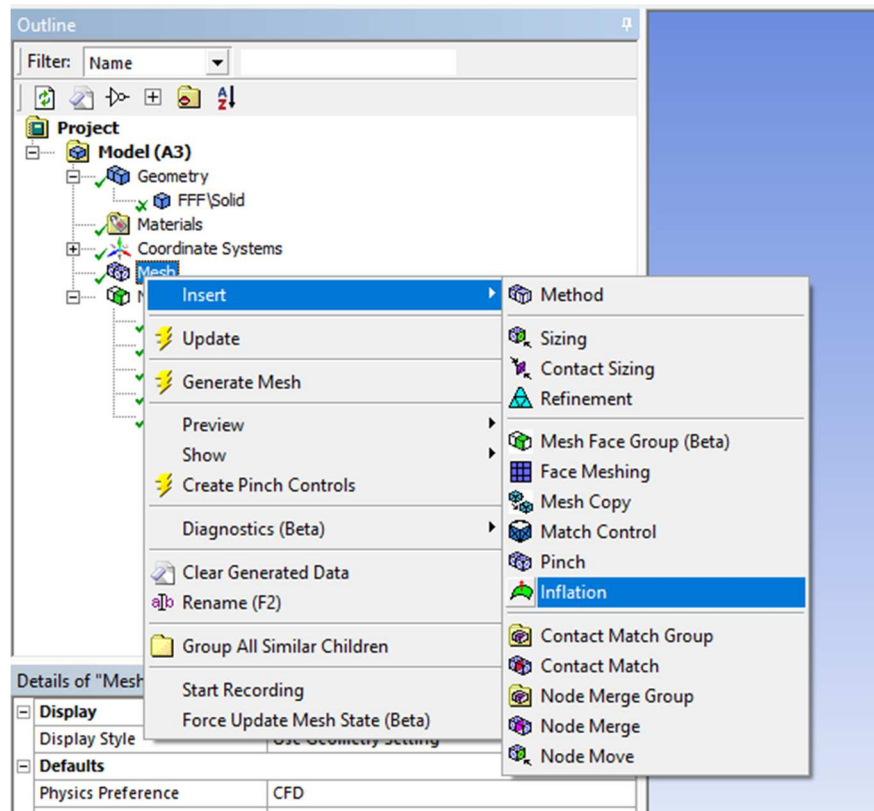 Outline
Filter: Name
Project
Model (A3)
Geometry
FFF\Solid
Materials
Coordinate Systems
Mesh
N
Insert
Update
Generate Mesh
Preview
Show
Create Pinch Controls
Diagnostics (Beta)
Clear Generated Data
Rename (F2)
Group All Similar Children
Start Recording
Force Update Mesh State (Beta)
Method
Sizing
Contact Sizing
Refinement
Mesh Face Group (Beta)
Face Meshing
Mesh Copy
Match Control
Pinch
Inflation
Contact Match Group
Contact Match
Node Merge Group
Node Merge
Node Move
Details of "Mesh
Display
Display Style Use Geometry Setting
Defaults
Physics Preference CFD